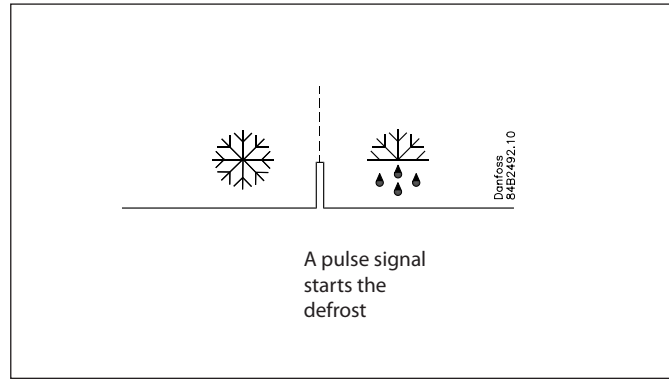 Danfoss
84B2492.10
A pulse signal
starts the
defrost